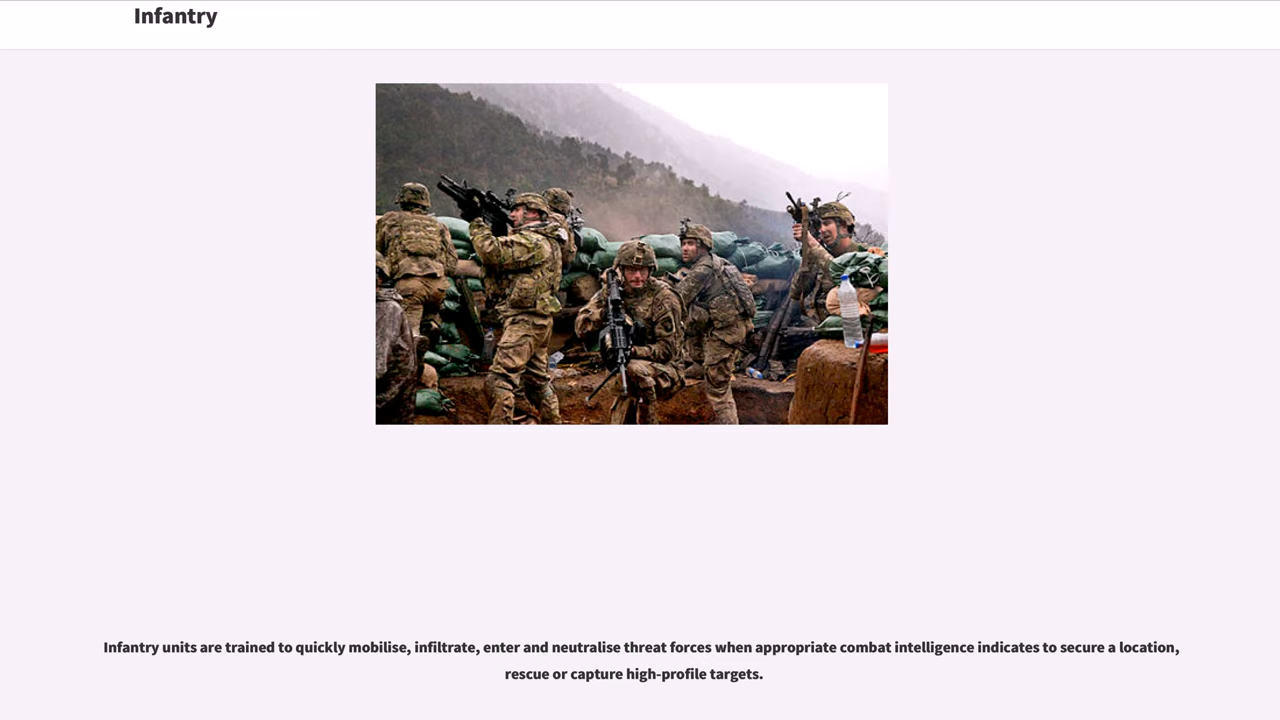 Infantry
Infantry units are trained to quickly mobilise, infiltrate, enter and neutralise threat forces when appropriate combat intelligence indicates to secure a location,
rescue or capture high-profile targets.